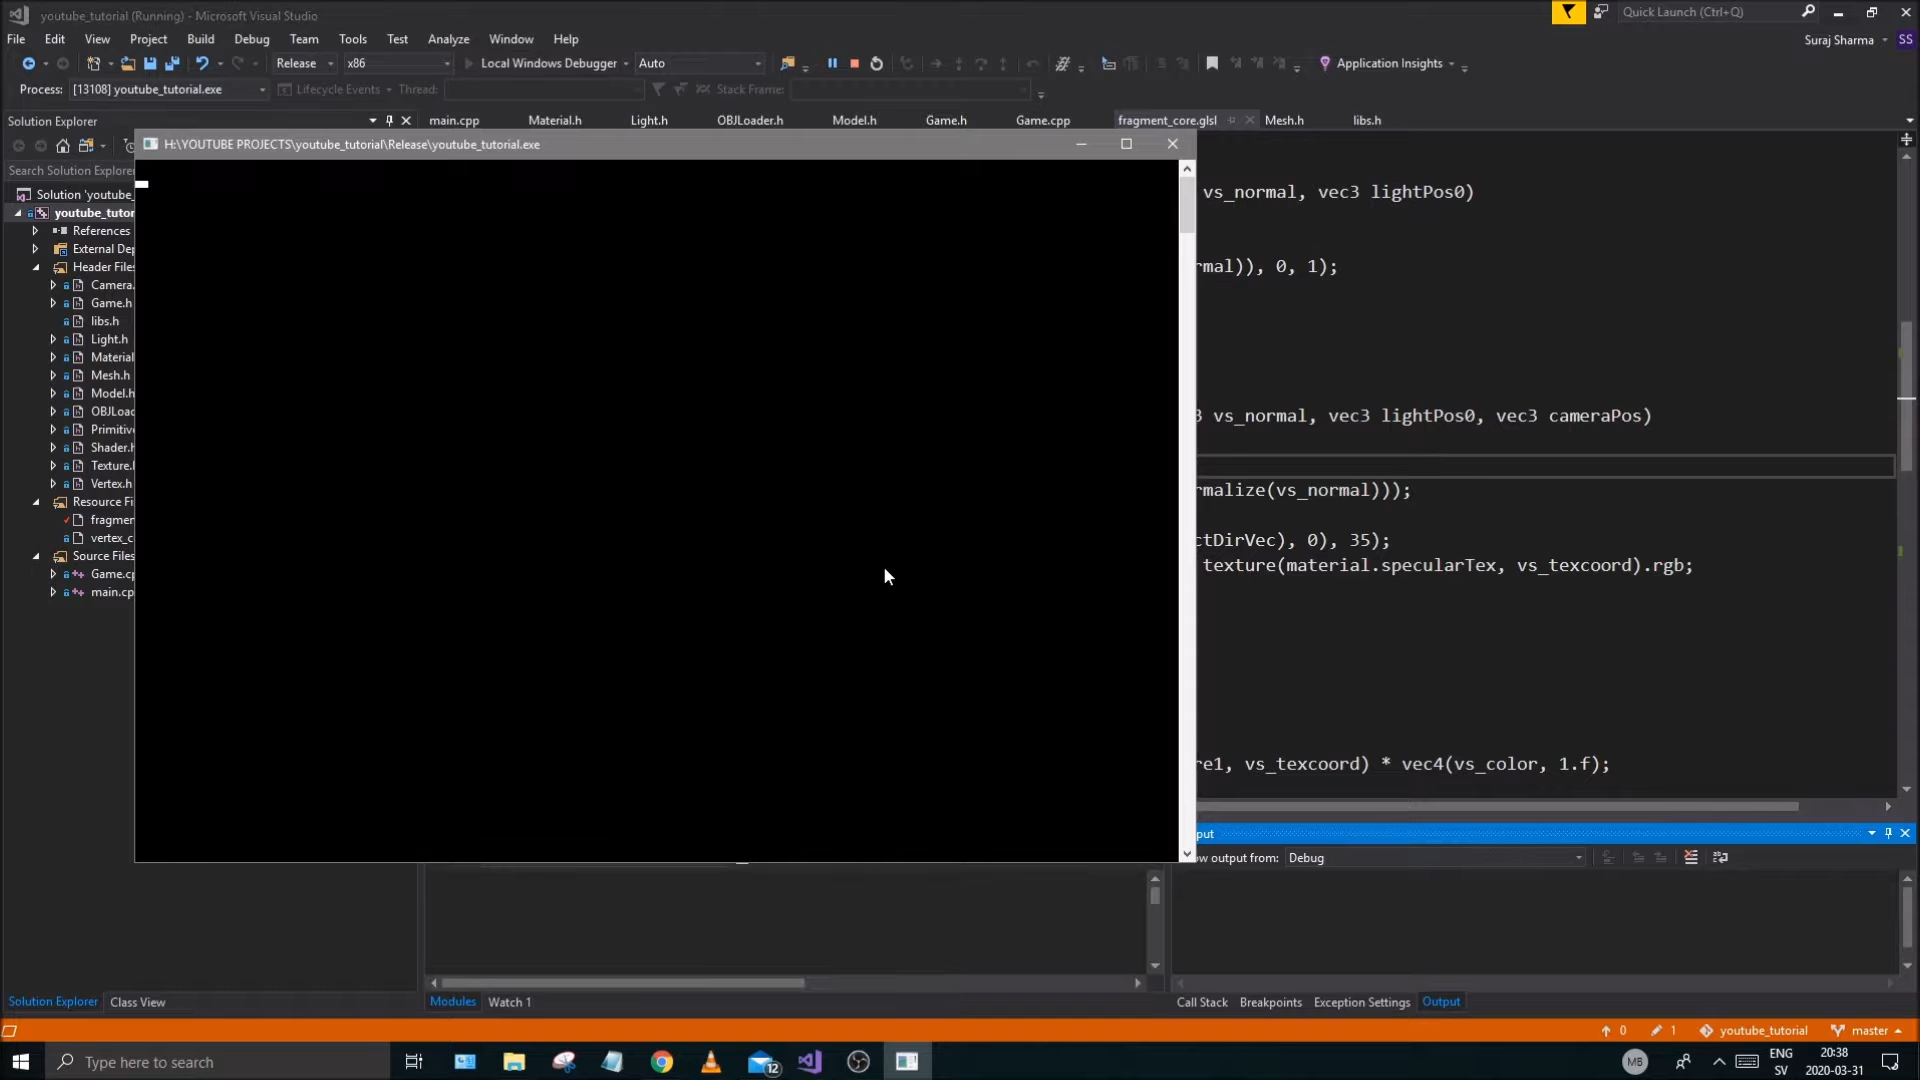 youtube_tutorial (Running) - Microsoft Visual Studio
Quick Launch (Ctrl+Q)
File Edit View Project Build Debug Team Tools Test Analyze Window Help
Suraj Sharma SS
Release x86 Local Windows Debugger Auto Application Insights
Process: [13108] youtube_tutorial.exe Lifecycle Events Thread: Stack Frame:
Solution Explorer
main.cpp Material.h Light.h OBJLoader.h Model.h Game.h Game.cpp fragment_core.glsl Mesh.h libs.h
H:\YOUTUBE PROJECTS\youtube_tutorial\Release\youtube_tutorial.exe
Search Solution Explorer
Solution 'youtube_
youtube_tutor
References
External Dep
Header Files
Camera.
Game.h
libs.h
Light.h
Material
Mesh.h
Model.h
OBJLoad
Primitive
Shader.h
Texture.h
Vertex.h
Resource Fi
fragmen
vertex_c
Source Files
Game.cp
main.cp
vs_normal, vec3 lightPos0)
rmal)), 0, 1);
3 vs_normal, vec3 lightPos0, vec3 cameraPos)
rmalize(vs_normal)));
ctDirVec), 0), 35);
texture(material.specularTex, vs_texcoord).rgb;
re1, vs_texcoord) * vec4(vs_color, 1.f);
put
ow output from: Debug
Solution Explorer Class View
Modules Watch 1
Call Stack Breakpoints Exception Settings Output
0 1 youtube_tutorial master
Type here to search
12
MB
ENG
SV
20:38
2020-03-31